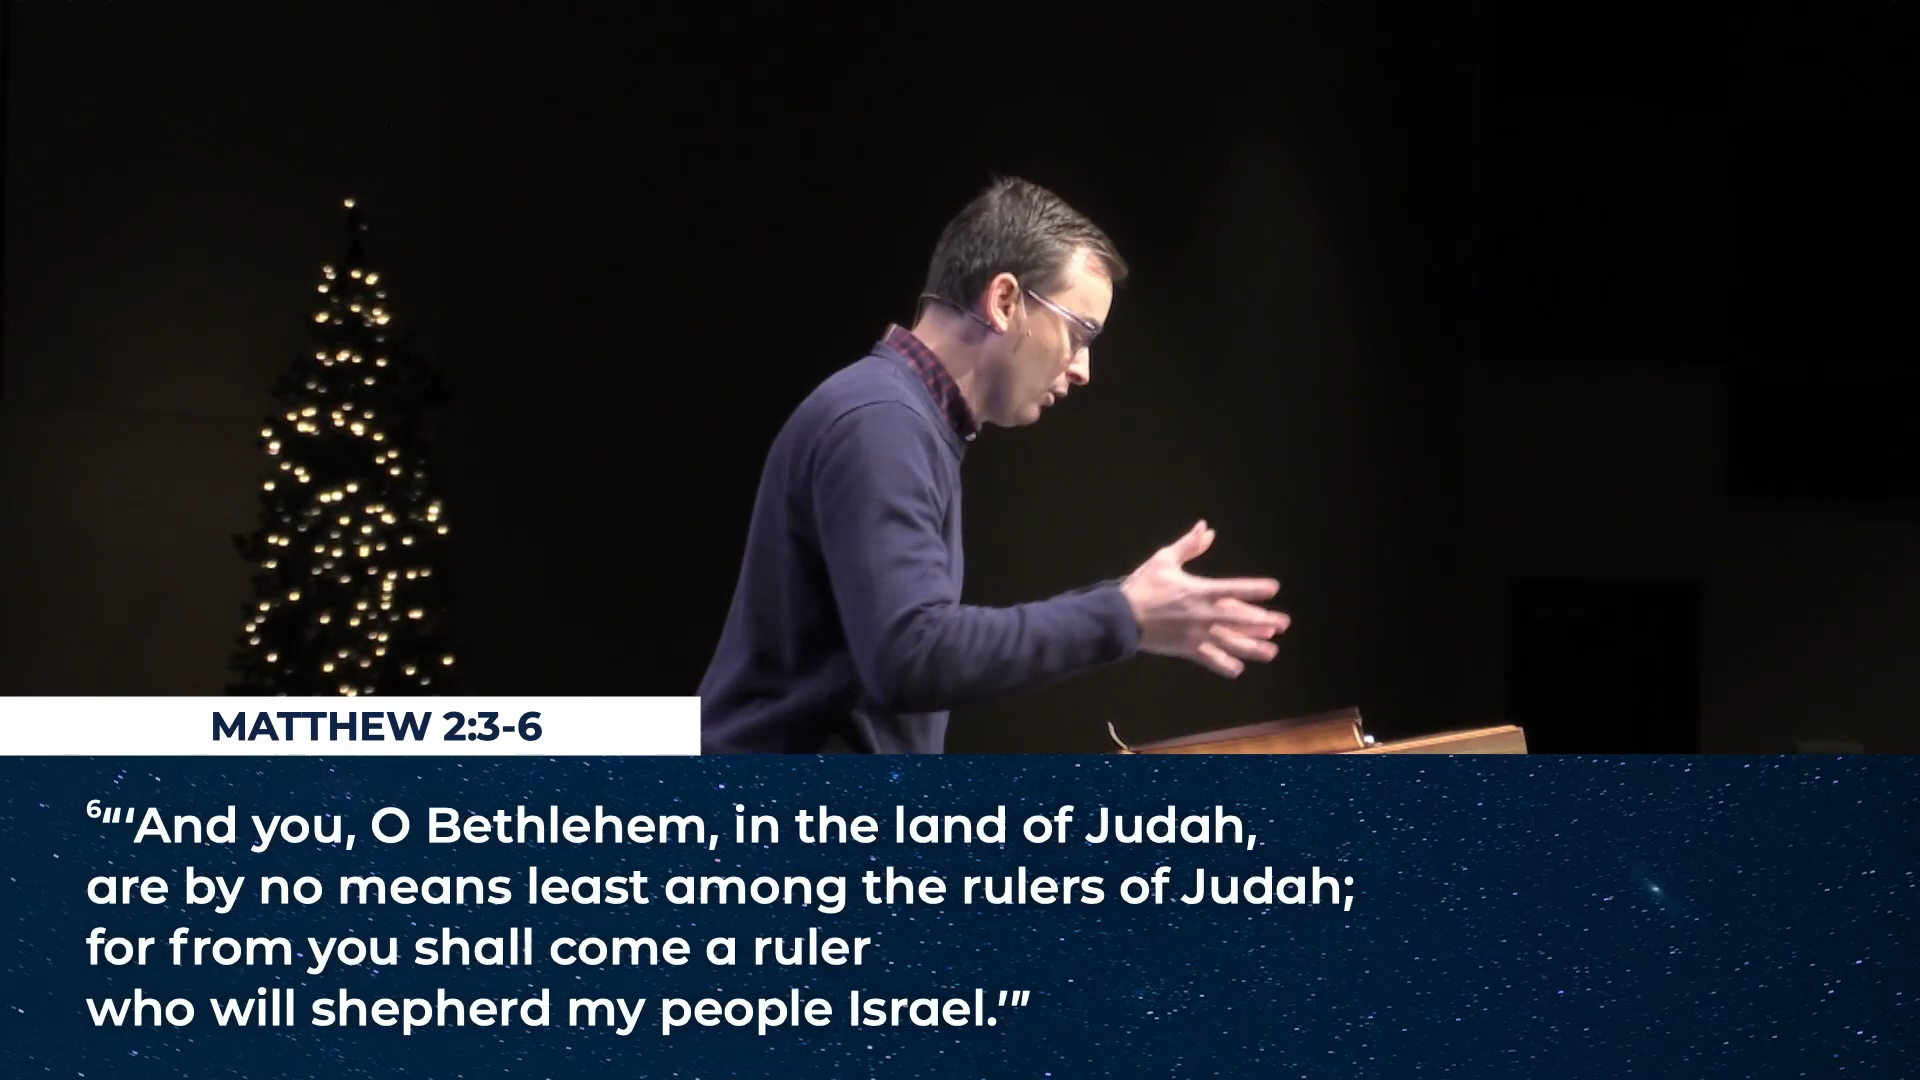 MATTHEW 2:3-6
⁶"'And you, O Bethlehem, in the land of Judah,
are by no means least among the rulers of Judah;
for from you shall come a ruler
who will shepherd my people Israel.'"